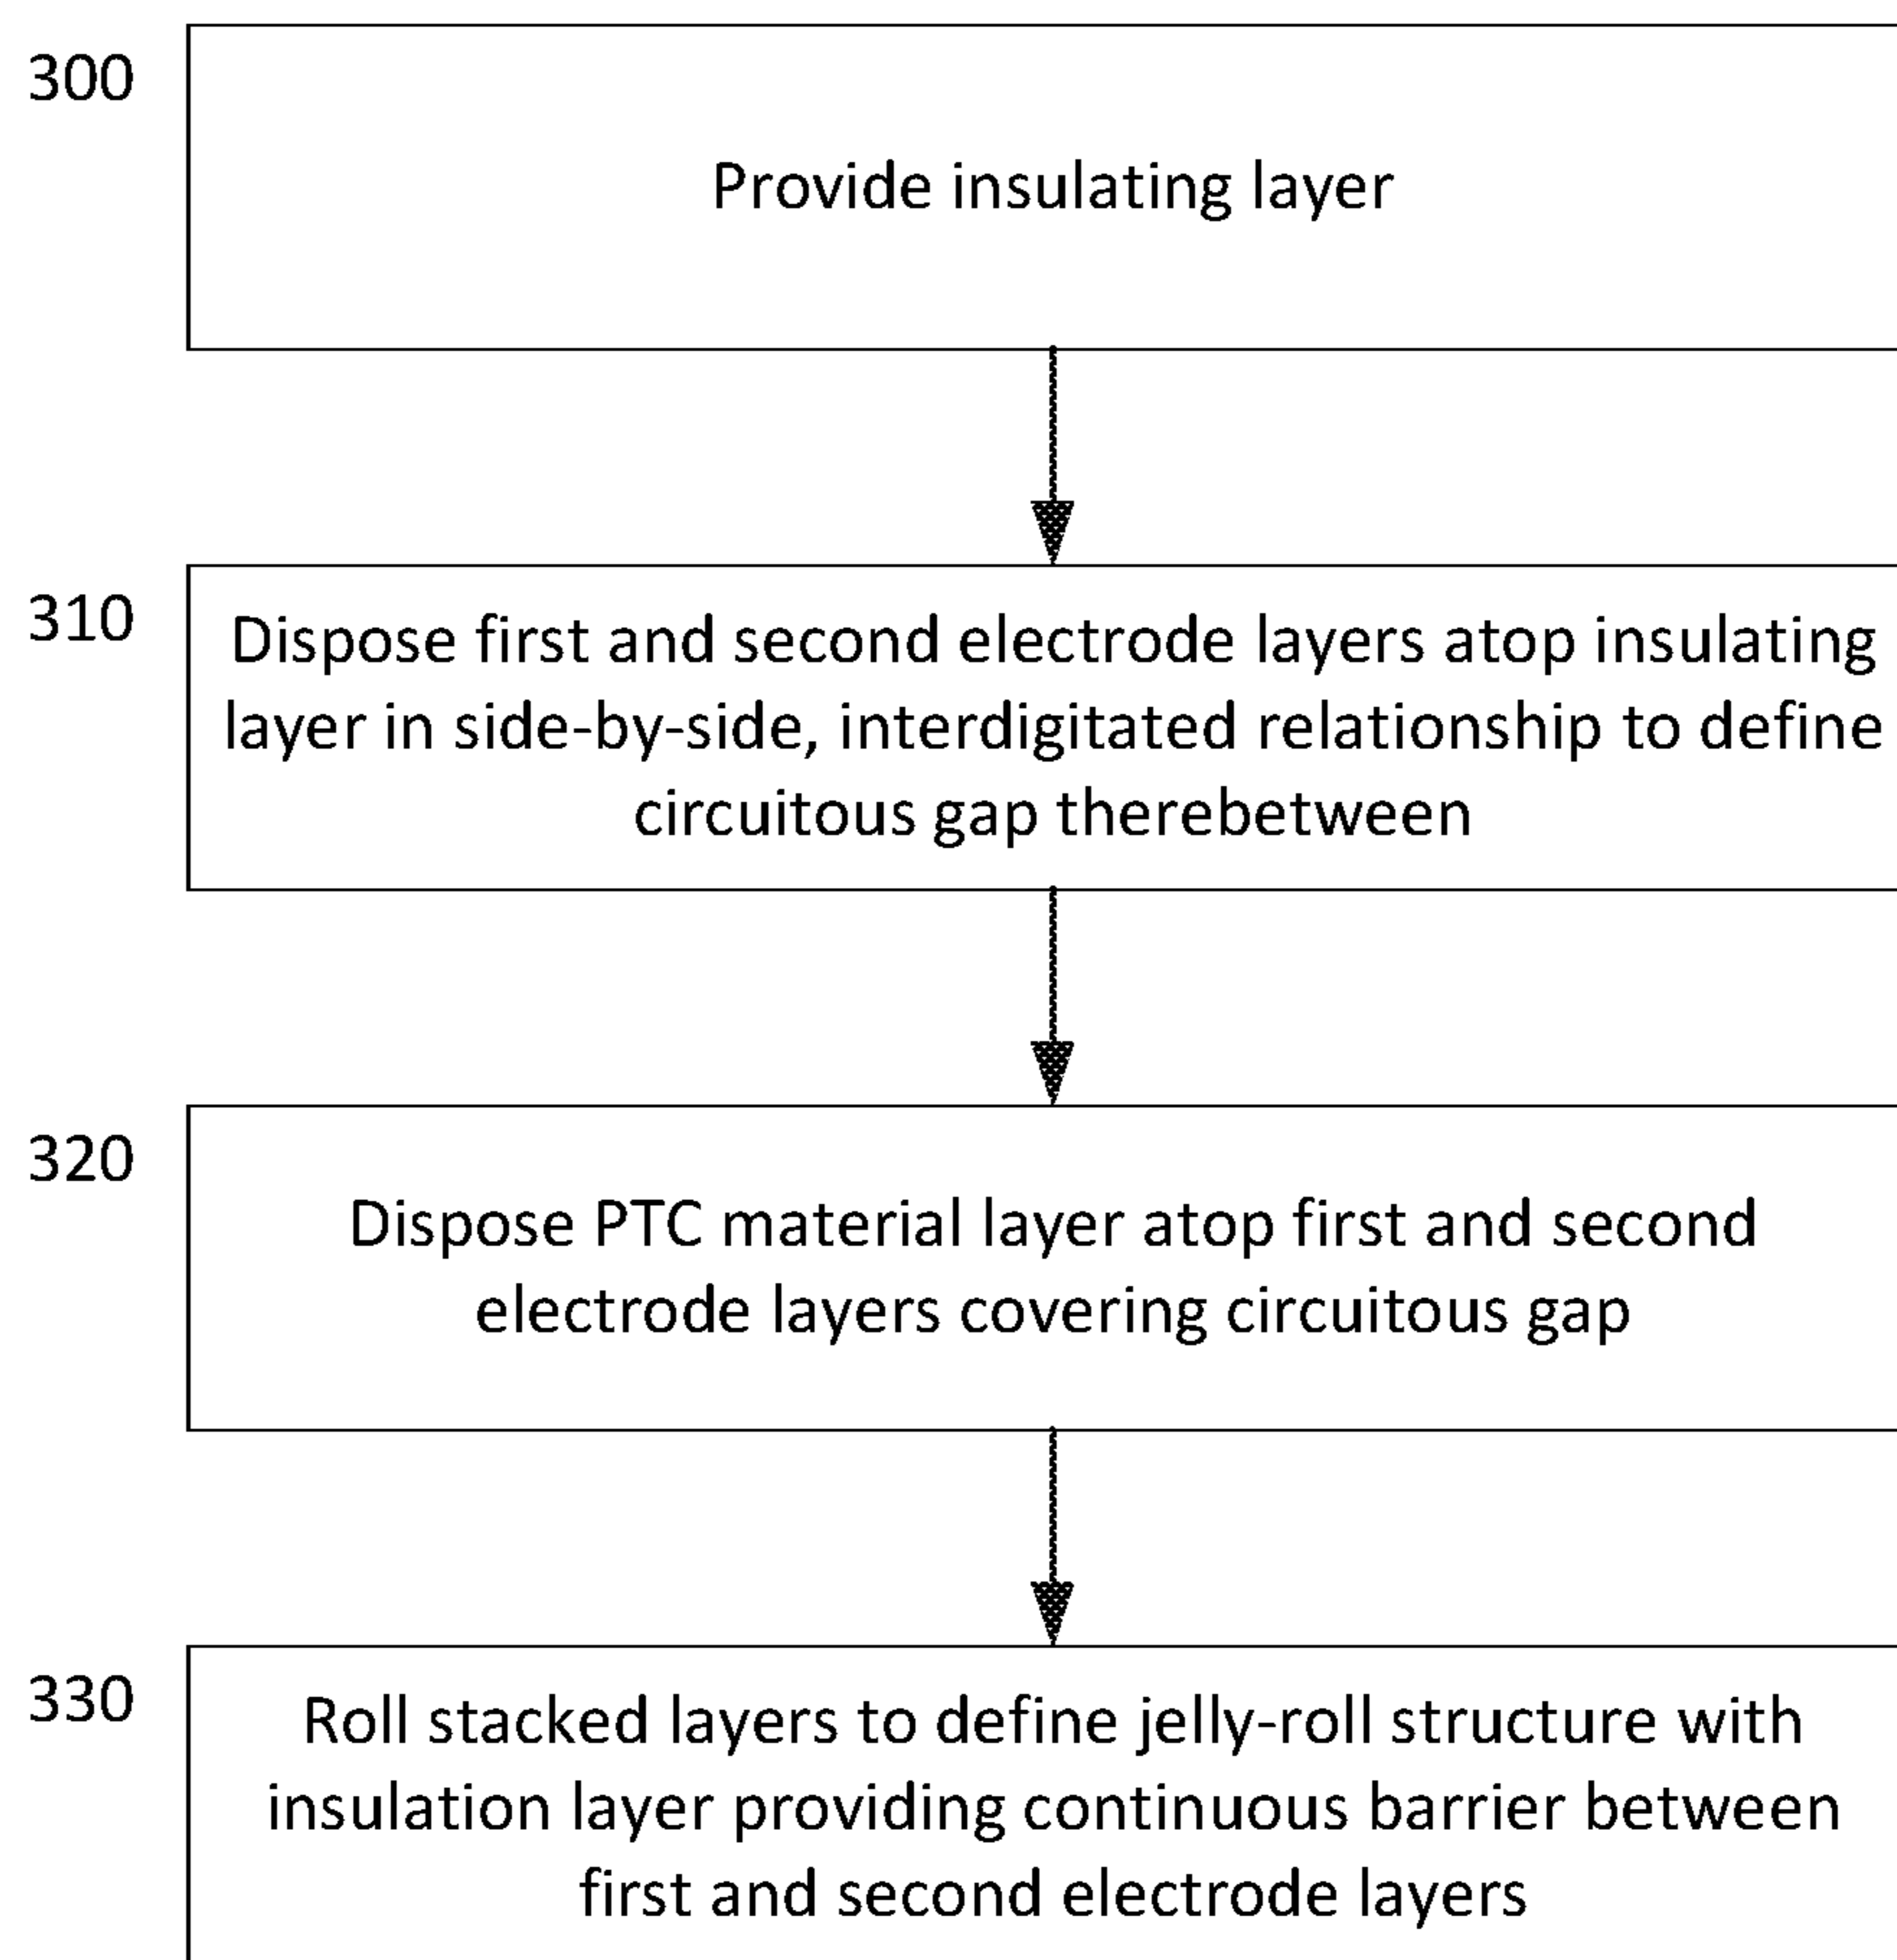 300
Provide insulating layer
310
Dispose first and second electrode layers atop insulating
layer in side-by-side, interdigitated relationship to define
circuitous gap therebetween
320
Dispose PTC material layer atop first and second
electrode layers covering circuitous gap
330
Roll stacked layers to define jelly-roll structure with
insulation layer providing continuous barrier between
first and second electrode layers